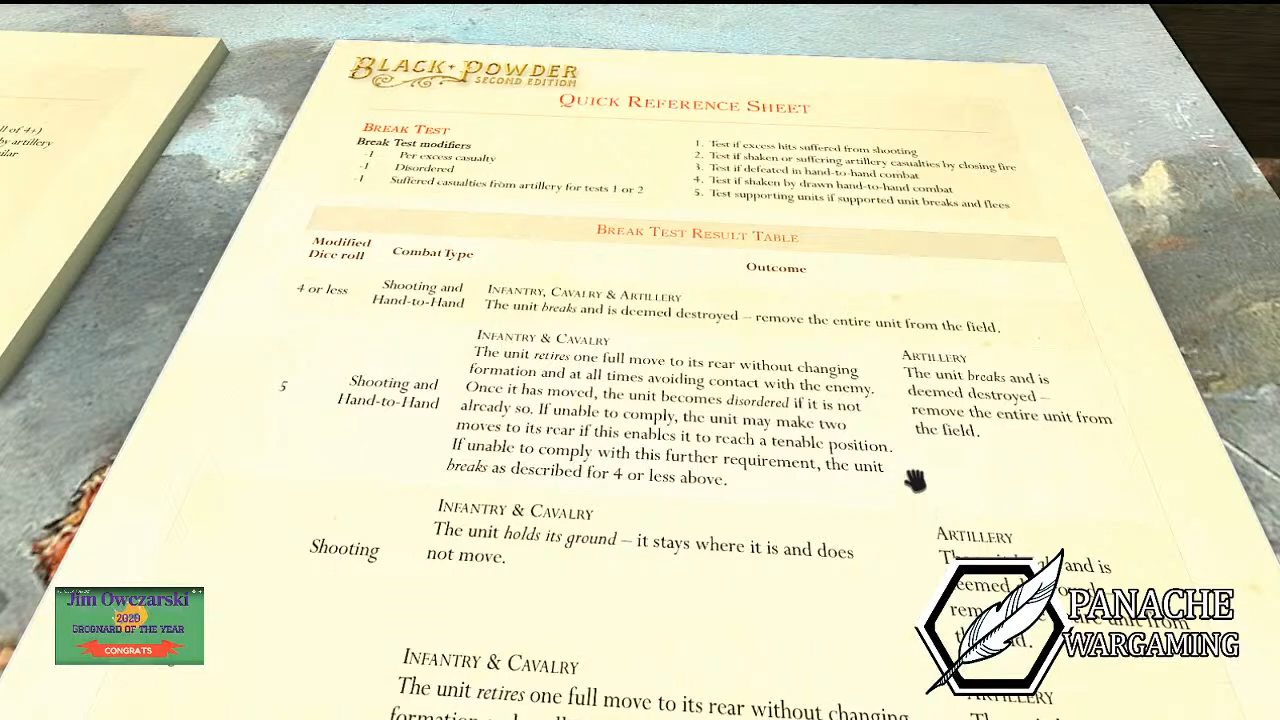 ll of 4+)
by artillery
ilar
BLACK POWDER
SECOND EDITION
QUICK REFERENCE SHEET
BREAK TEST
Break Test modifiers
-1 Per excess casualty
-1 Disordered
-1 Suffered casualties from artillery for tests 1 or 2
1. Test if excess hits suffered from shooting
2. Test if shaken or suffering artillery casualties by closing fire
3. Test if defeated in hand-to-hand combat
4. Test if shaken by drawn hand-to-hand combat
5. Test supporting units if supported unit breaks and flees
BREAK TEST RESULT TABLE
Modified
Dice roll
Combat Type
Outcome
4 or less
Shooting and
Hand-to-Hand
INFANTRY, CAVALRY & ARTILLERY
The unit breaks and is deemed destroyed – remove the entire unit from the field.
5
Shooting and
Hand-to-Hand
INFANTRY & CAVALRY
The unit retires one full move to its rear without changing
formation and at all times avoiding contact with the enemy.
Once it has moved, the unit becomes disordered if it is not
already so. If unable to comply, the unit may make two
moves to its rear if this enables it to reach a tenable position.
If unable to comply with this further requirement, the unit
breaks as described for 4 or less above.
ARTILLERY
The unit breaks and is
deemed destroyed –
remove the entire unit from
the field.
Shooting
INFANTRY & CAVALRY
The unit holds its ground – it stays where it is and does
not move.
ARTILLERY
and is
from
INFANTRY & CAVALRY
The unit retires one full move to its rear without changing
ARTILLERY
Jim Owczarski
2020
GROGNARD OF THE YEAR
CONGRATS
PANACHE
WARGAMING